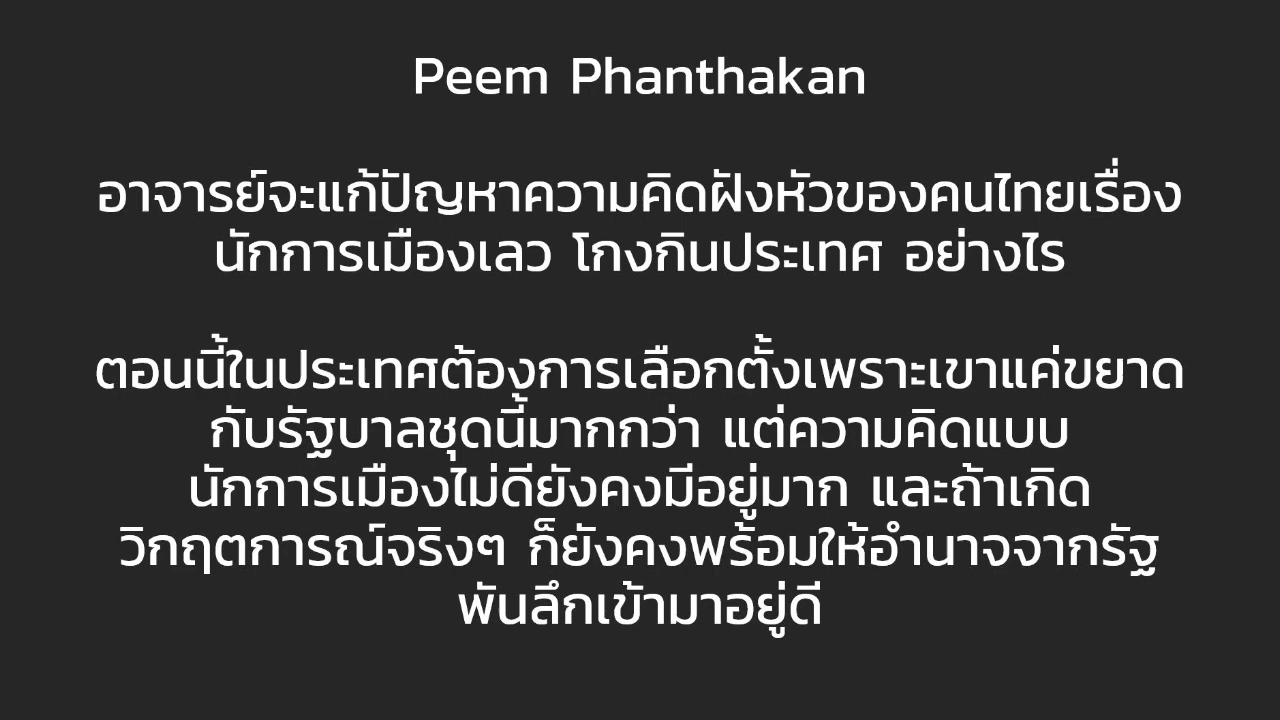 Peem Phanthakan
อาจารย์จะแก้ปัญหาความคิดฝังหัวของคนไทยเรื่อง
นักการเมืองเลว โกงกินประเทศ อย่างไร
ตอนนี้ในประเทศต้องการเลือกตั้งเพราะเขาแค่ขยาด
กับรัฐบาลชุดนี้มากกว่า แต่ความคิดแบบ
นักการเมืองไม่ดียังคงมีอยู่มาก และถ้าเกิด
วิกฤตการณ์จริงๆ ก็ยังคงพร้อมให้อำนาจจากรัฐ
พันลึกเข้ามาอยู่ดี